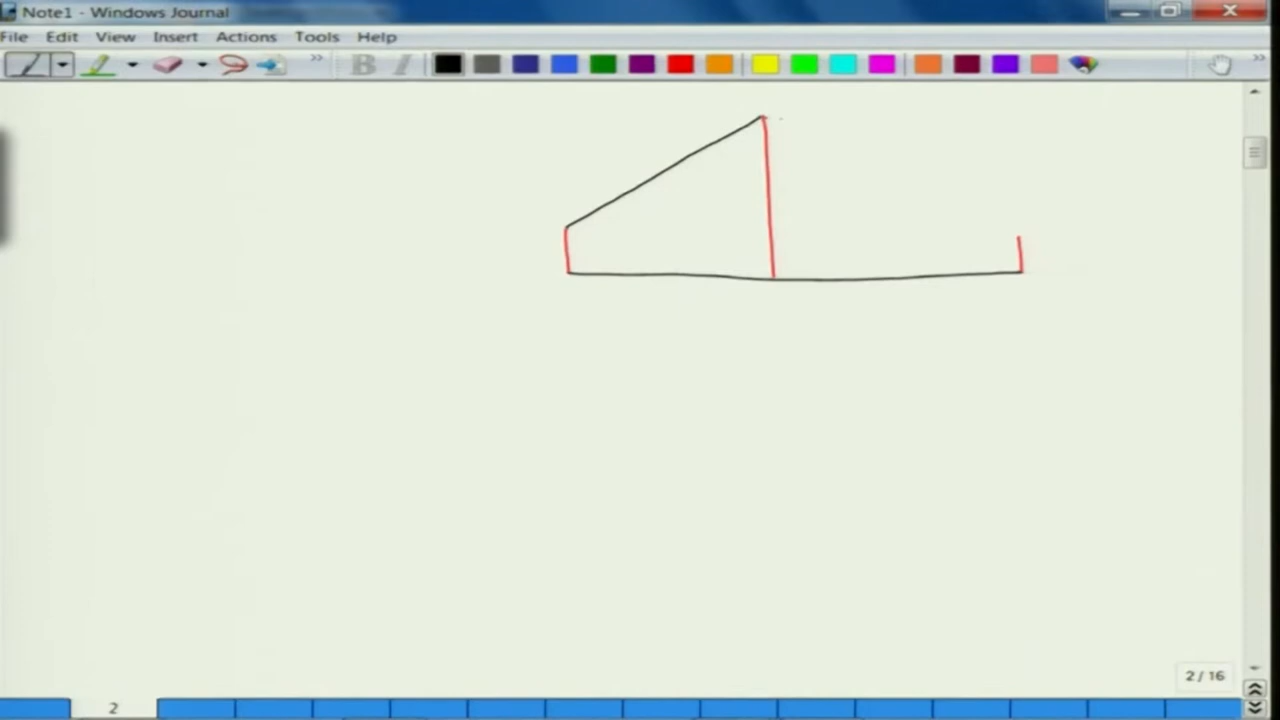 Note1 - Windows Journal
File Edit View Insert Actions Tools Help
B I
2 / 16
2